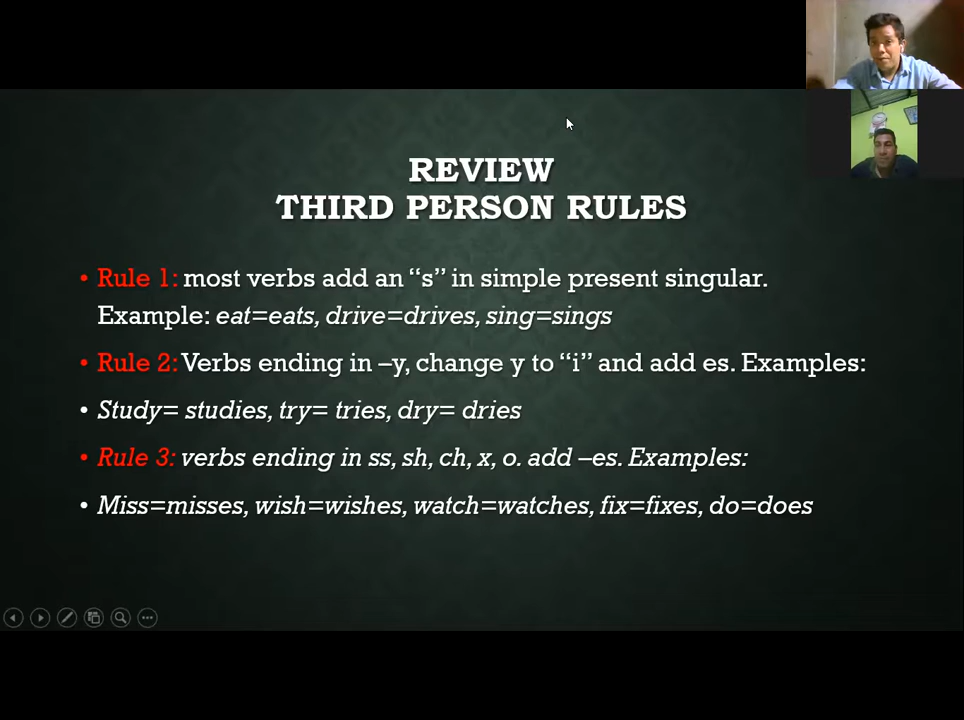 REVIEW
THIRD PERSON RULES
• Rule 1: most verbs add an “s” in simple present singular.
Example: eat=eats, drive=drives, sing=sings
• Rule 2: Verbs ending in –y, change y to “i” and add es. Examples:
• Study= studies, try= tries, dry= dries
• Rule 3: verbs ending in ss, sh, ch, x, o. add –es. Examples:
• Miss=misses, wish=wishes, watch=watches, fix=fixes, do=does